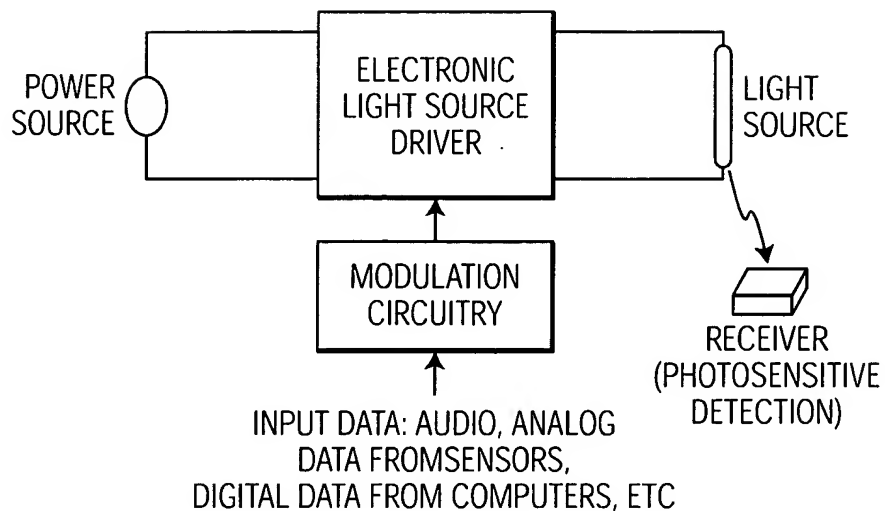 POWER
SOURCE
ELECTRONIC
LIGHT SOURCE
DRIVER
LIGHT
SOURCE
MODULATION
CIRCUITRY
RECEIVER
(PHOTOSENSITIVE
DETECTION)
INPUT DATA: AUDIO, ANALOG
DATA FROMSENSORS,
DIGITAL DATA FROM COMPUTERS, ETC